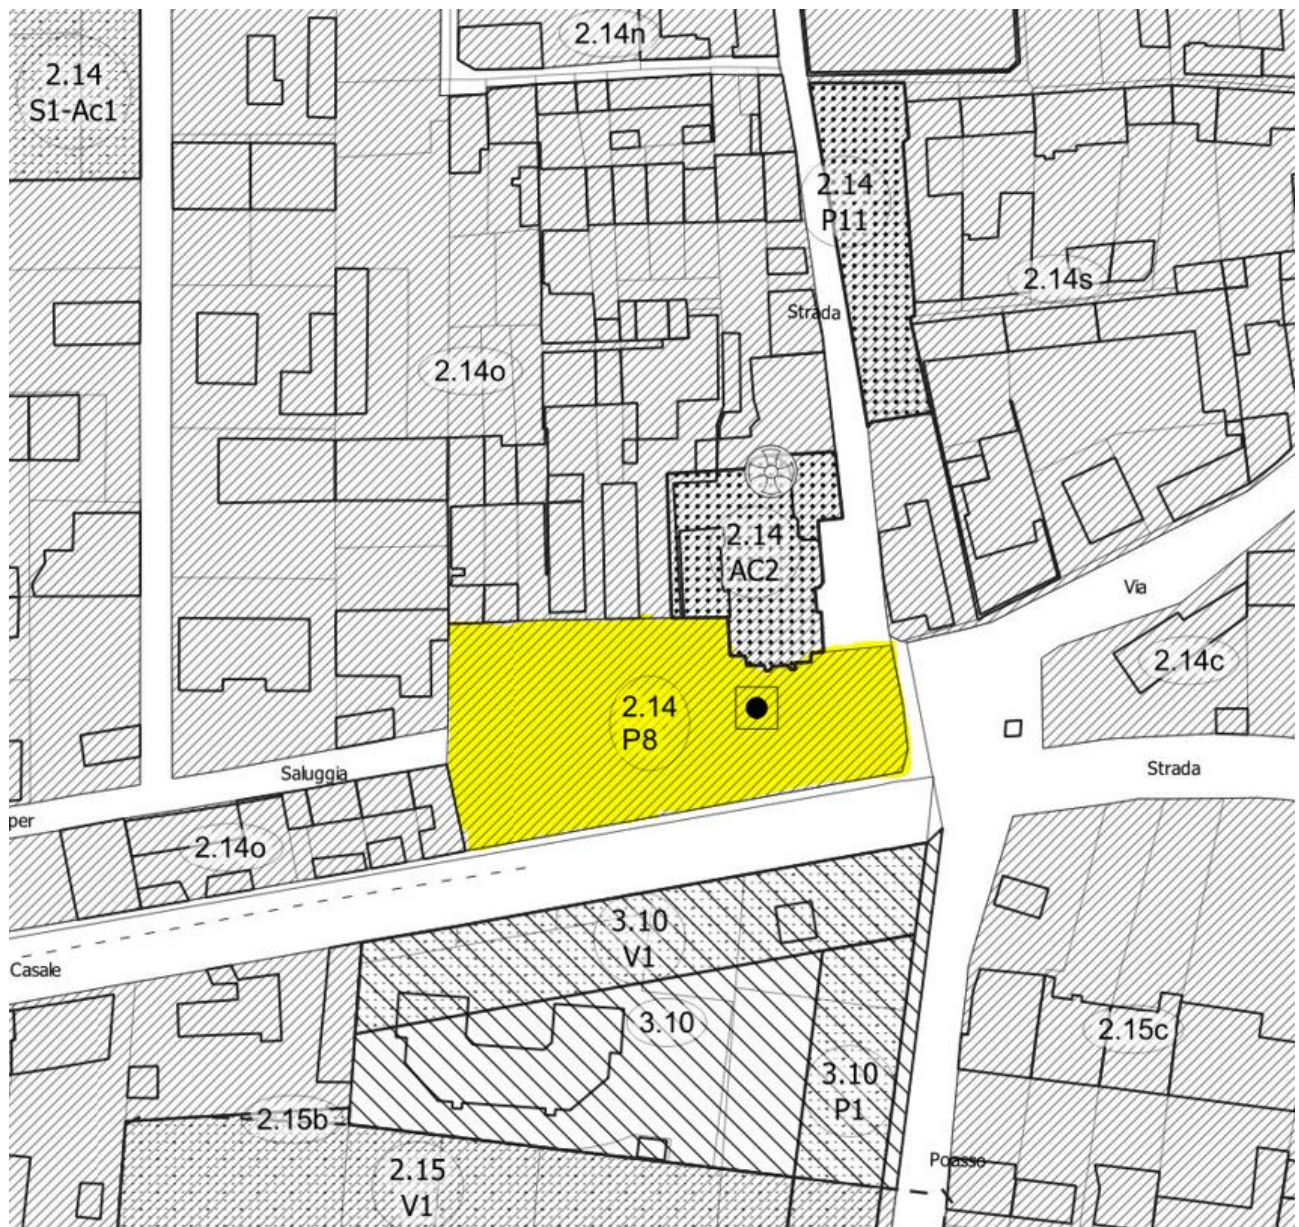 2.14n
2.14
S1-Ac1
2.14
P11
2.14s
Strada
2.14o
2.14
AC2
Via
2.14c
2.14
P8
Saluggia
Strada
per
2.14o
3.10
V1
Casale
3.10
2.15c
3.10
P1
2.15b
Poasso
2.15
V1